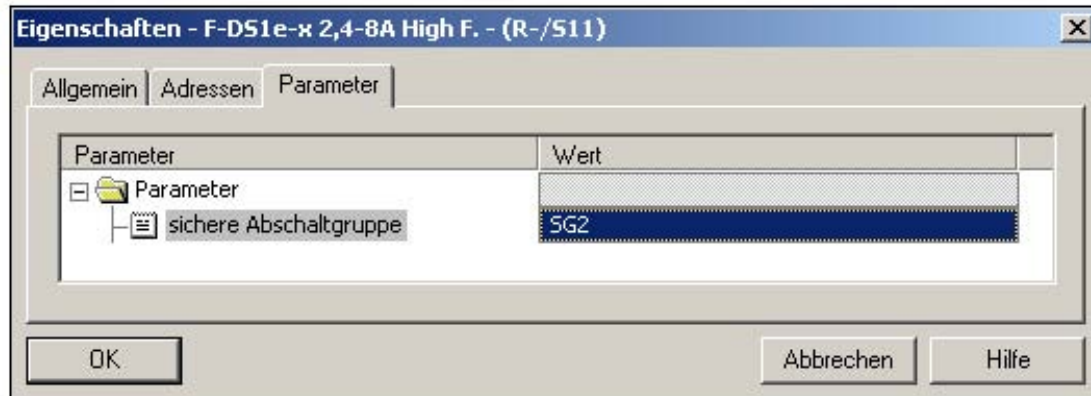 Eigenschaften - F-DS1e-x 2,4-8A High F. - (R-/S11)
Allgemein Adressen Parameter
Parameter Wert
Parameter
sichere Abschaltgruppe SG2
OK Abbrechen Hilfe